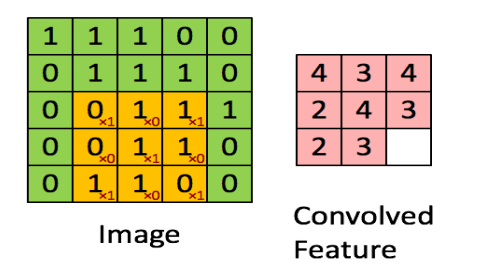 1 1 1 0 0
0 1 1 1 0
0 0×1 1×0 1×1 1
0 0×0 1×1 1×0 0
0 1×1 1×0 0×1 0
4 3 4
2 4 3
2 3
Image
Convolved
Feature